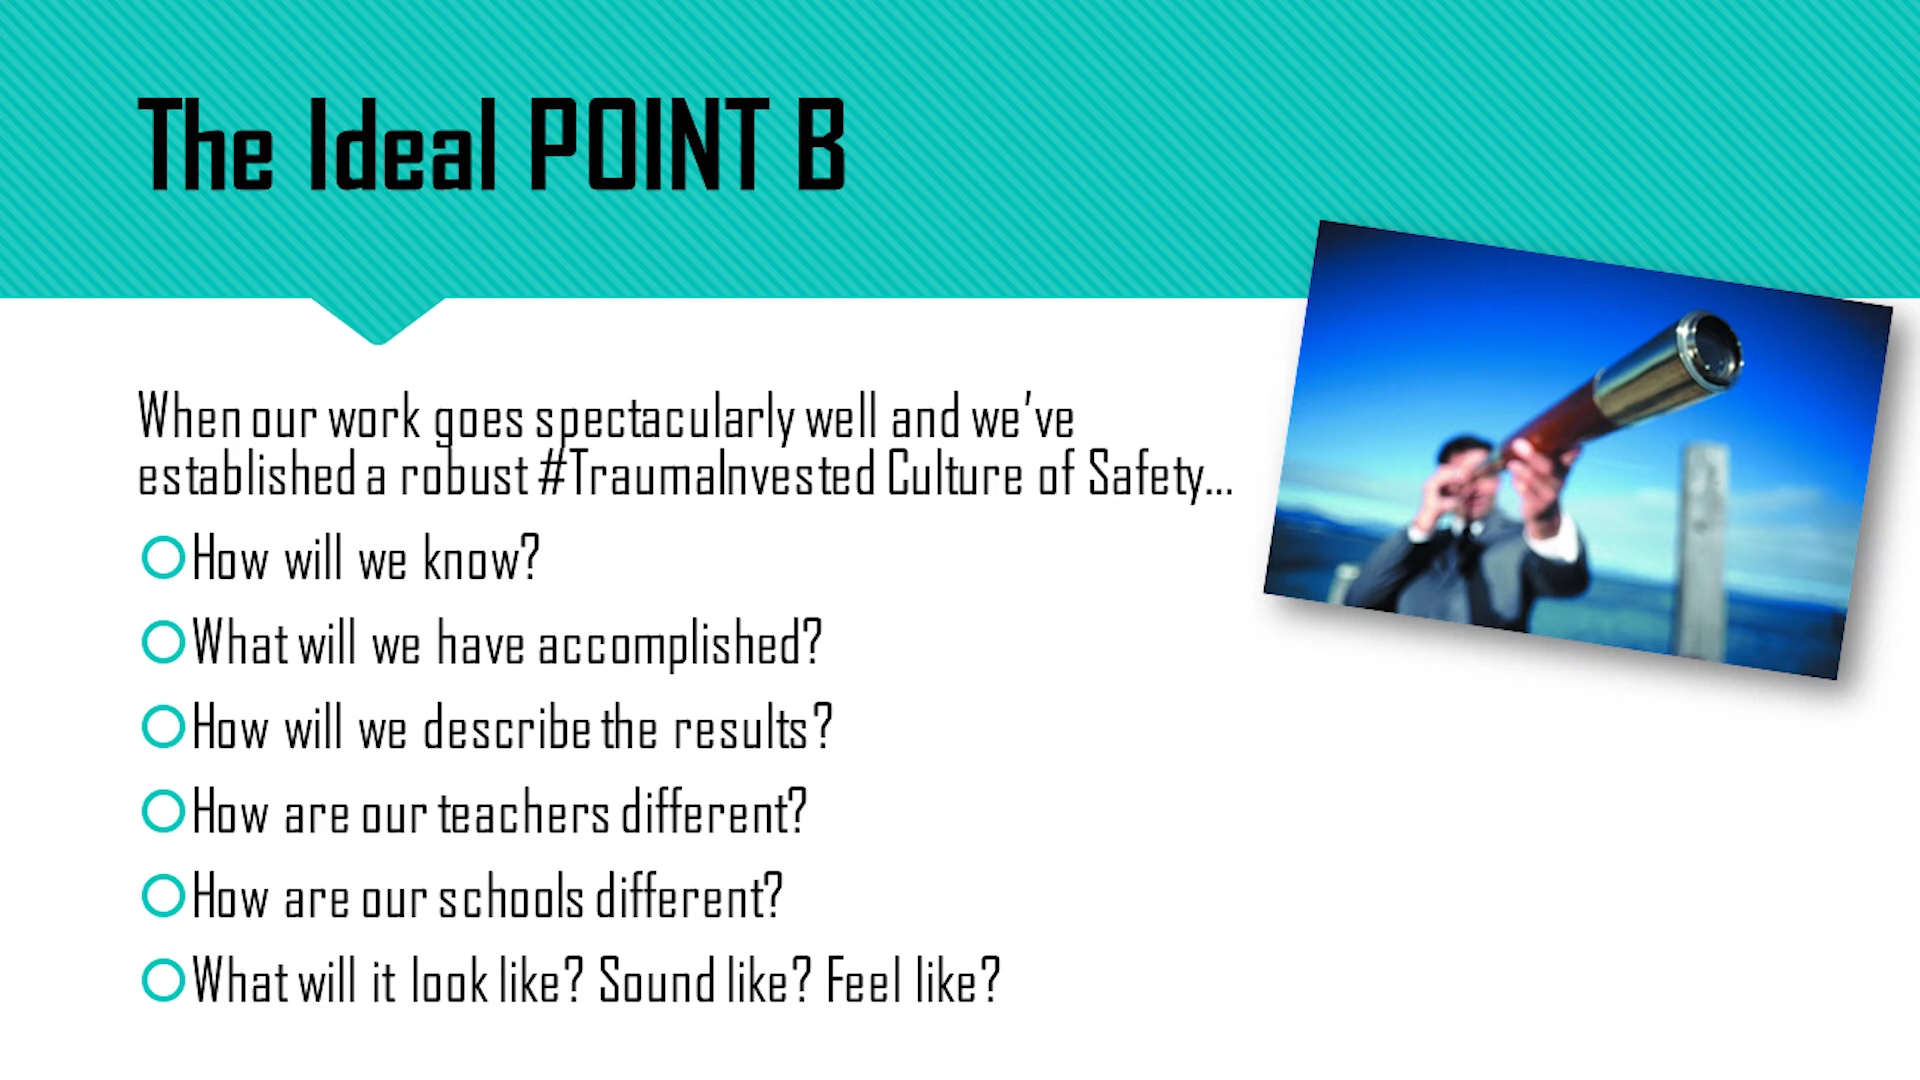 The Ideal POINT B
When our work goes spectacularly well and we've
established a robust #TraumaInvested Culture of Safety...
How will we know?
What will we have accomplished?
How will we describe the results?
How are our teachers different?
How are our schools different?
What will it look like? Sound like? Feel like?